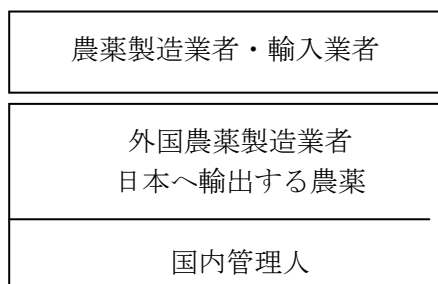 農薬製造業者・輸入業者
外国農薬製造業者
日本へ輸出する農薬
国内管理人